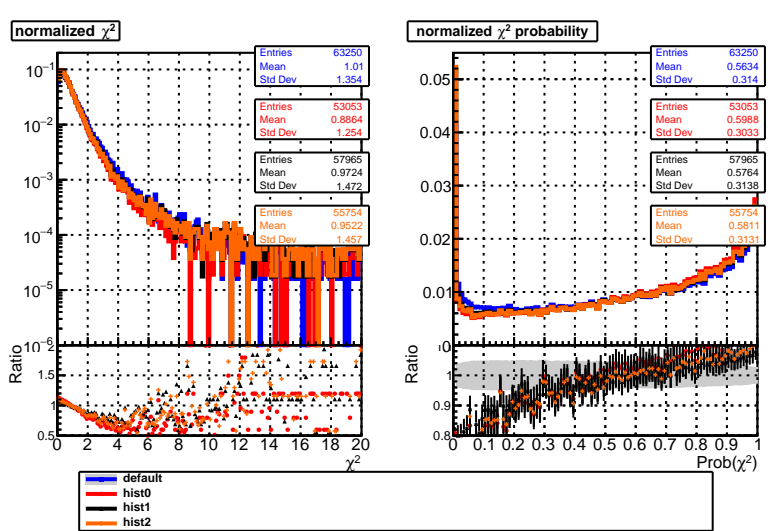 normalized χ²
Entries 63250
Mean 1.01
Std Dev 1.354
Entries 53053
Mean 0.8864
Std Dev 1.254
Entries 57965
Mean 0.9724
Std Dev 1.472
Entries 55754
Mean 0.9522
Std Dev 1.457
10⁻¹
10⁻²
10⁻³
10⁻⁴
10⁻⁵
10⁻⁶
Ratio
2
1.5
1
0.5
0 2 4 6 8 10 12 14 16 18 20
χ²
normalized χ² probability
Entries 63250
Mean 0.5634
Std Dev 0.314
Entries 53053
Mean 0.5988
Std Dev 0.3033
Entries 57965
Mean 0.5764
Std Dev 0.3138
Entries 55754
Mean 0.5811
Std Dev 0.3131
0.05
0.04
0.03
0.02
0.01
Ratio
1
0.9
0.8
0 0.1 0.2 0.3 0.4 0.5 0.6 0.7 0.8 0.9 1
Prob(χ²)
default
hist0
hist1
hist2